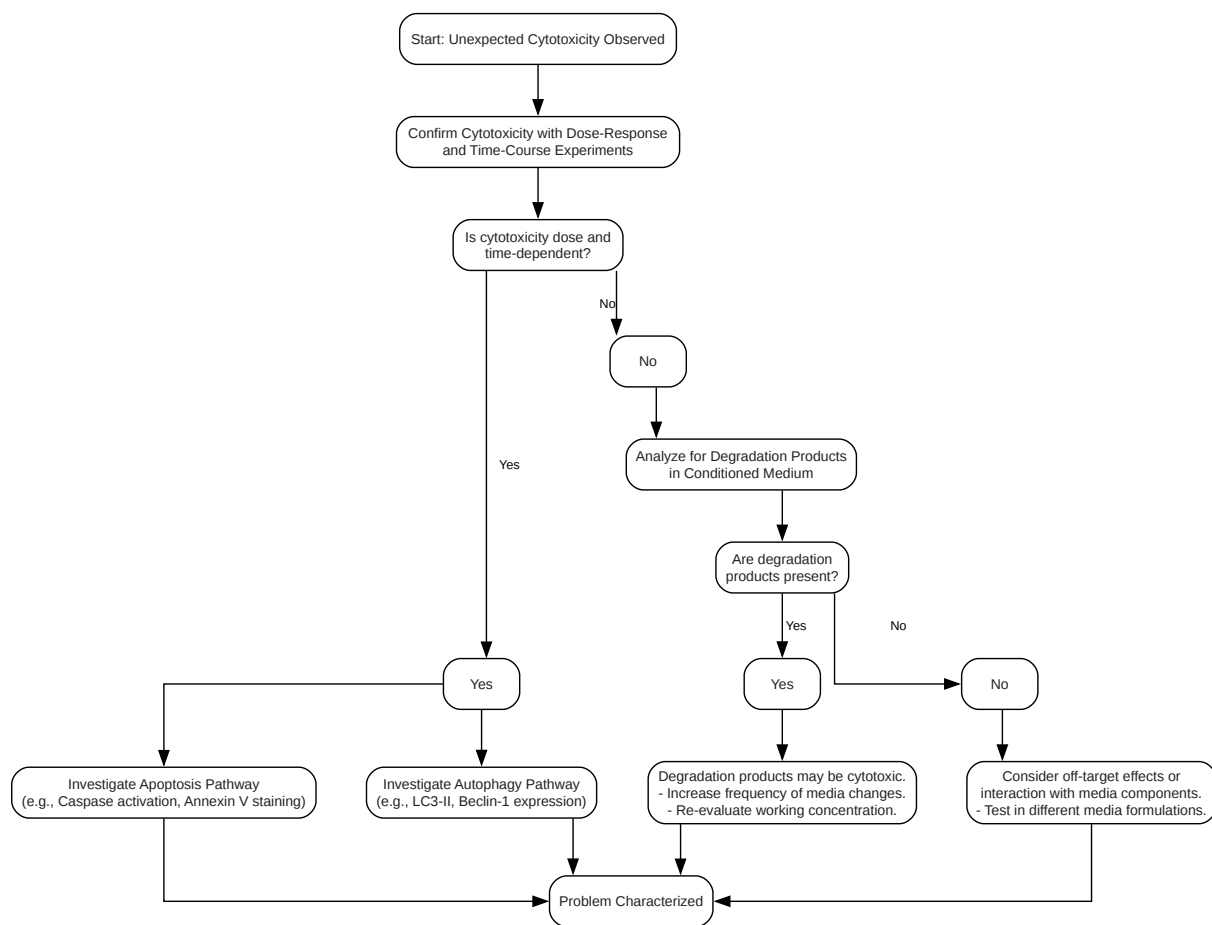 Start: Unexpected Cytotoxicity Observed
Confirm Cytotoxicity with Dose-Response
and Time-Course Experiments
Is cytotoxicity dose and
time-dependent?
No
No
Yes
Analyze for Degradation Products
in Conditioned Medium
Are degradation
products present?
Yes
No
Yes
Yes
No
Investigate Apoptosis Pathway
(e.g., Caspase activation, Annexin V staining)
Investigate Autophagy Pathway
(e.g., LC3-II, Beclin-1 expression)
Degradation products may be cytotoxic.
- Increase frequency of media changes.
- Re-evaluate working concentration.
Consider off-target effects or
interaction with media components.
- Test in different media formulations.
Problem Characterized